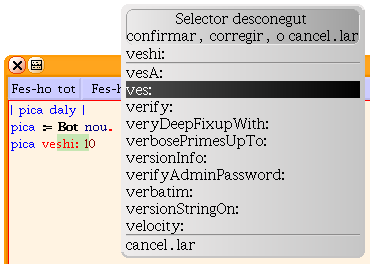 Selector desconegut
confirmar, corregir, o cancel.lar
veshi:
vesA:
ves:
verify:
veryDeepFixupWith:
verbosePrimesUpTo:
versionInfo:
verifyAdminPassword:
verbatim:
versionStringOn:
velocity:
cancel.lar
Fes-ho tot
Fes-h
| pica daly |
pica := Bot nou.
pica veshi: 10